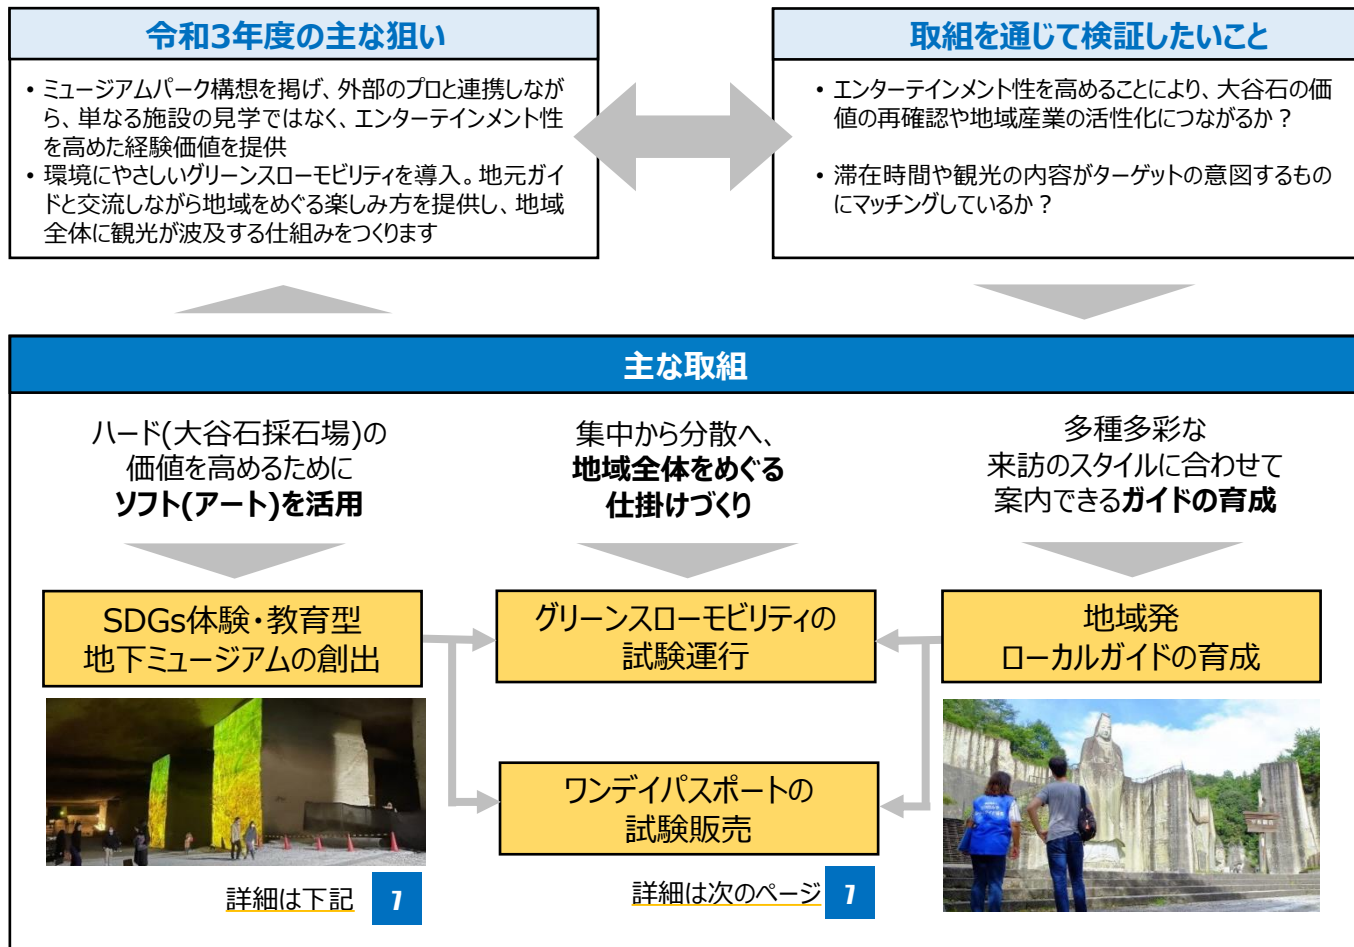 令和3年度の主な狙い
• ミュージアムパーク構想を掲げ、外部のプロと連携しなが
ら、単なる施設の見学ではなく、エンターテインメント性
を高めた経験価値を提供
• 環境にやさしいグリーンスローモビリティを導入。地元ガイ
ドと交流しながら地域をめぐる楽しみ方を提供し、地域
全体に観光が波及する仕組みをつくります
取組を通じて検証したいこと
• エンターテインメント性を高めることにより、大谷石の価
値の再確認や地域産業の活性化につながるか？
• 滞在時間や観光の内容がターゲットの意図するもの
にマッチングしているか？
主な取組
ハード(大谷石採石場)の
価値を高めるために
ソフト(アート)を活用
集中から分散へ、
地域全体をめぐる
仕掛けづくり
多種多彩な
来訪のスタイルに合わせて
案内できるガイドの育成
SDGs体験・教育型
地下ミュージアムの創出
グリーンスローモビリティの
試験運行
地域発
ローカルガイドの育成
ワンデイパスポートの
試験販売
詳細は下記 1
詳細は次のページ 1